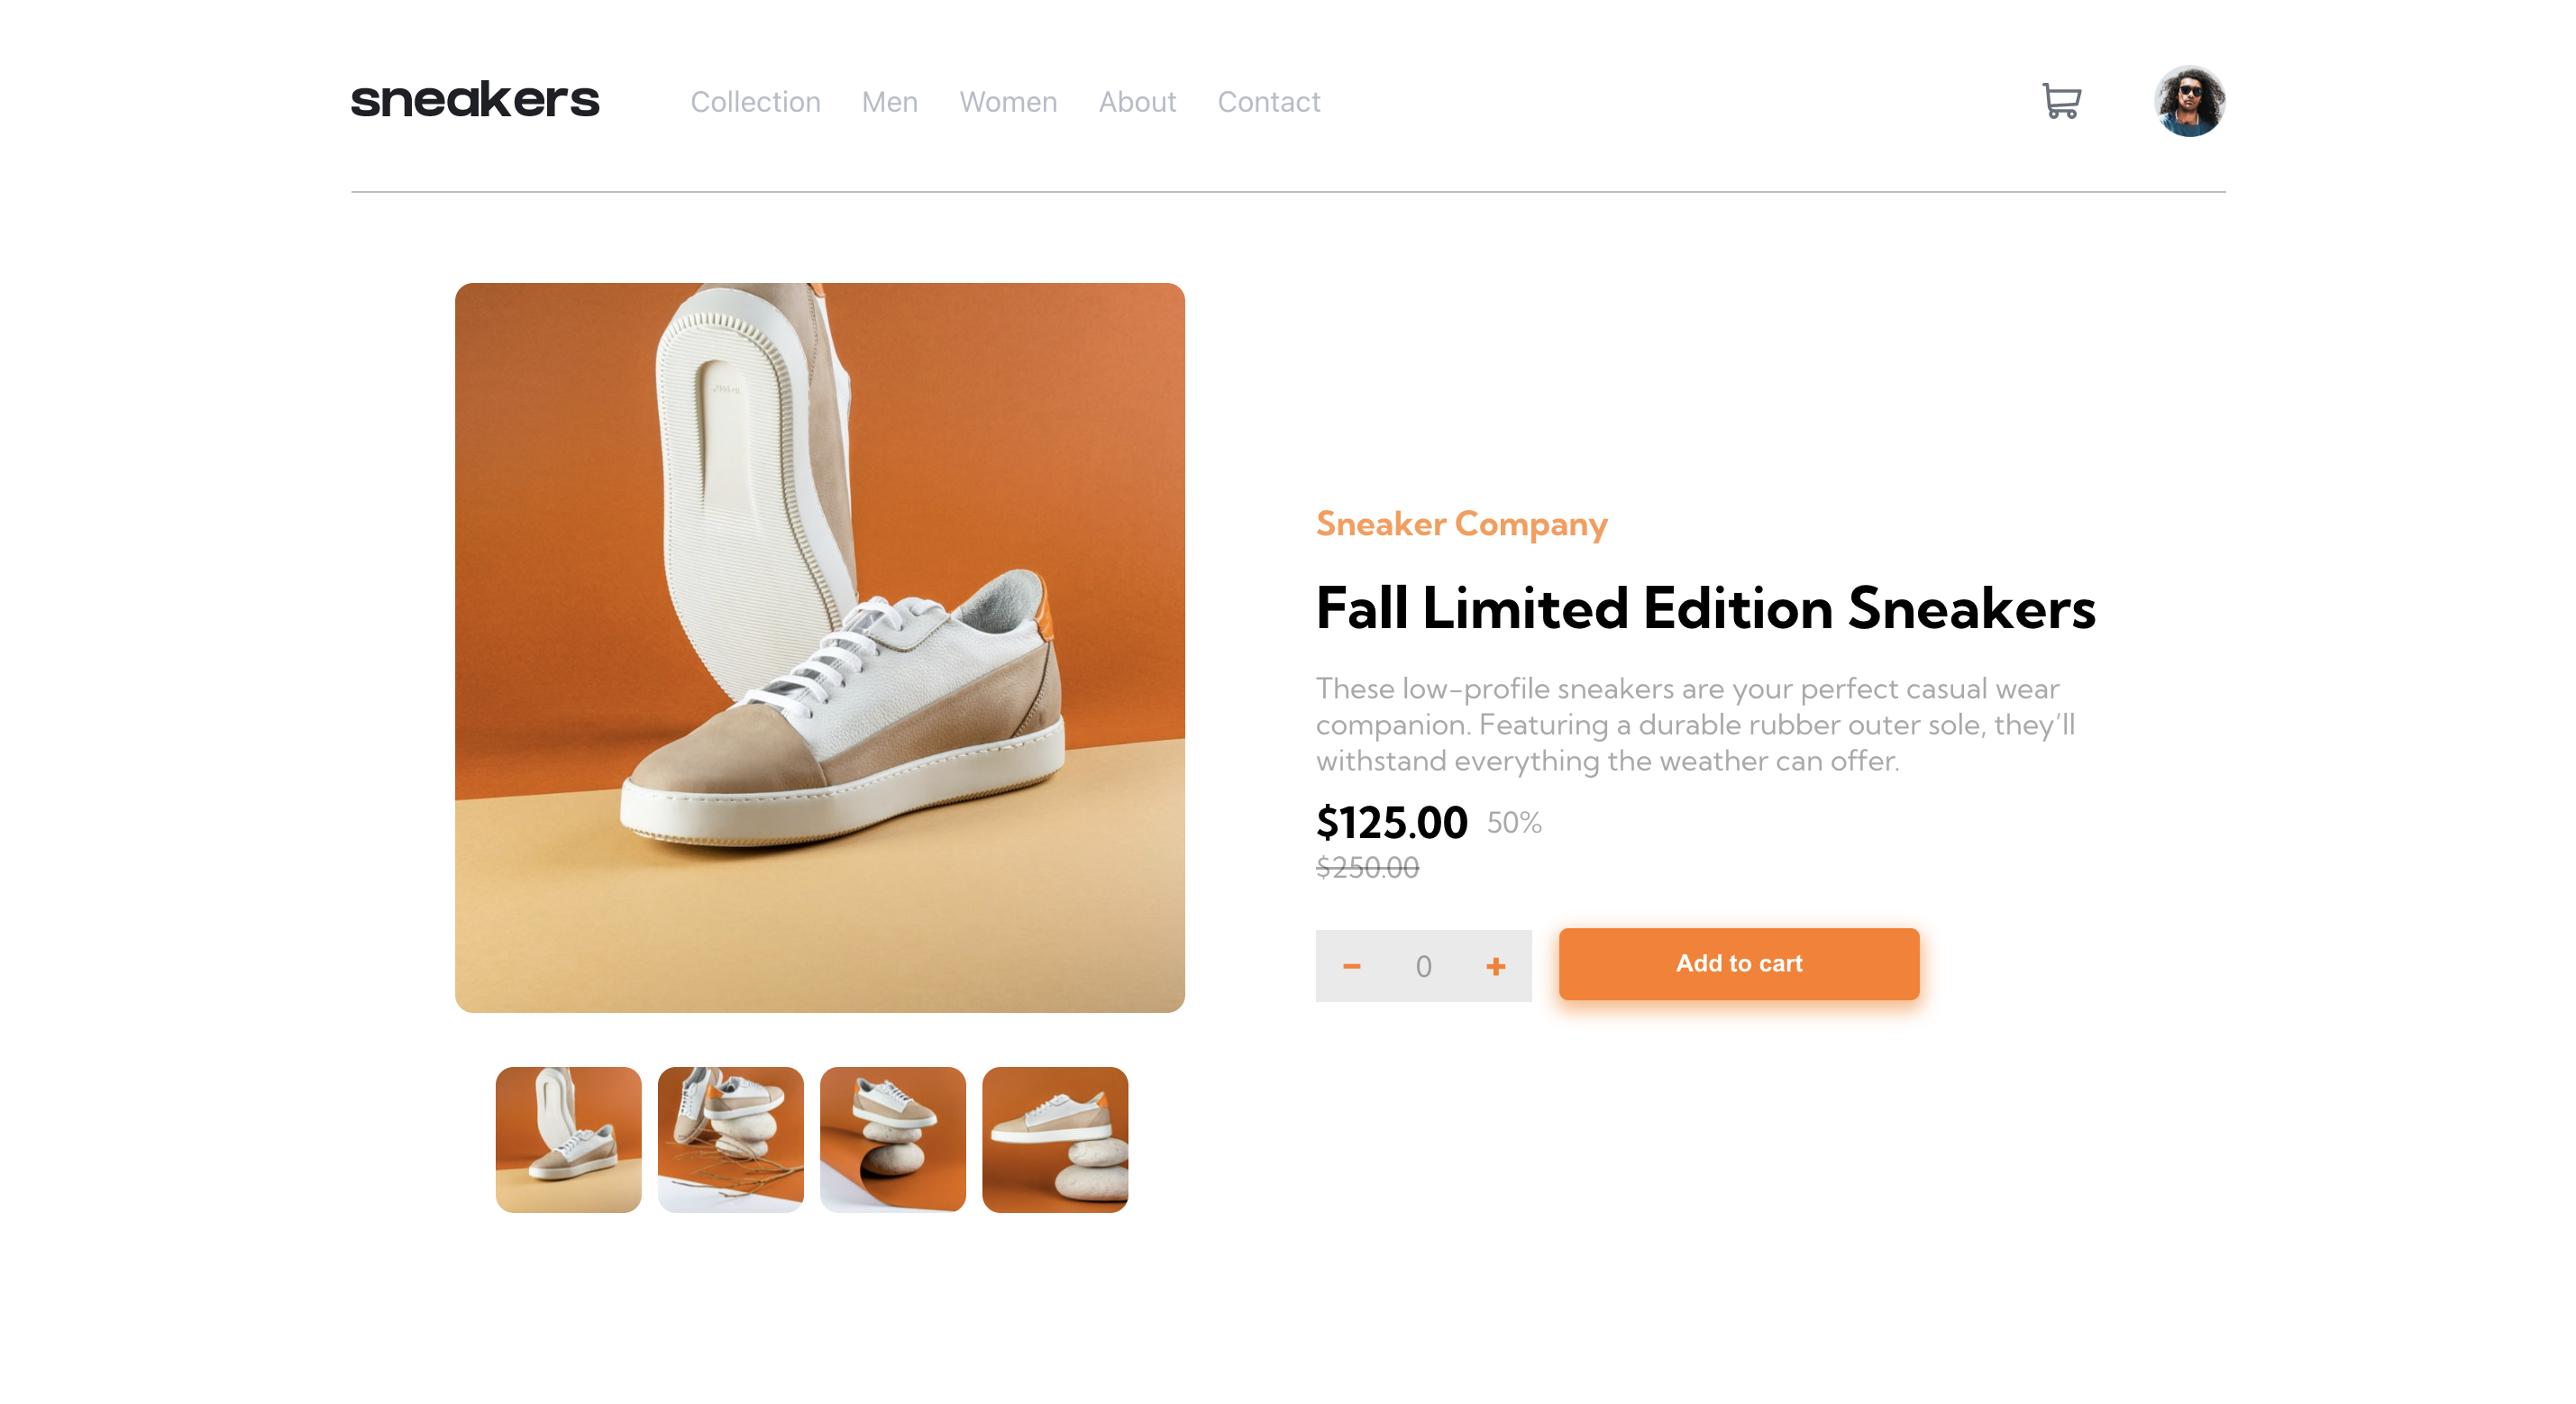 sneakers
Collection Men Women About Contact
Sneaker Company
Fall Limited Edition Sneakers
These low-profile sneakers are your perfect casual wear
companion. Featuring a durable rubber outer sole, they’ll
withstand everything the weather can offer.
$125.00 50%
$250.00
− 0 +
Add to cart